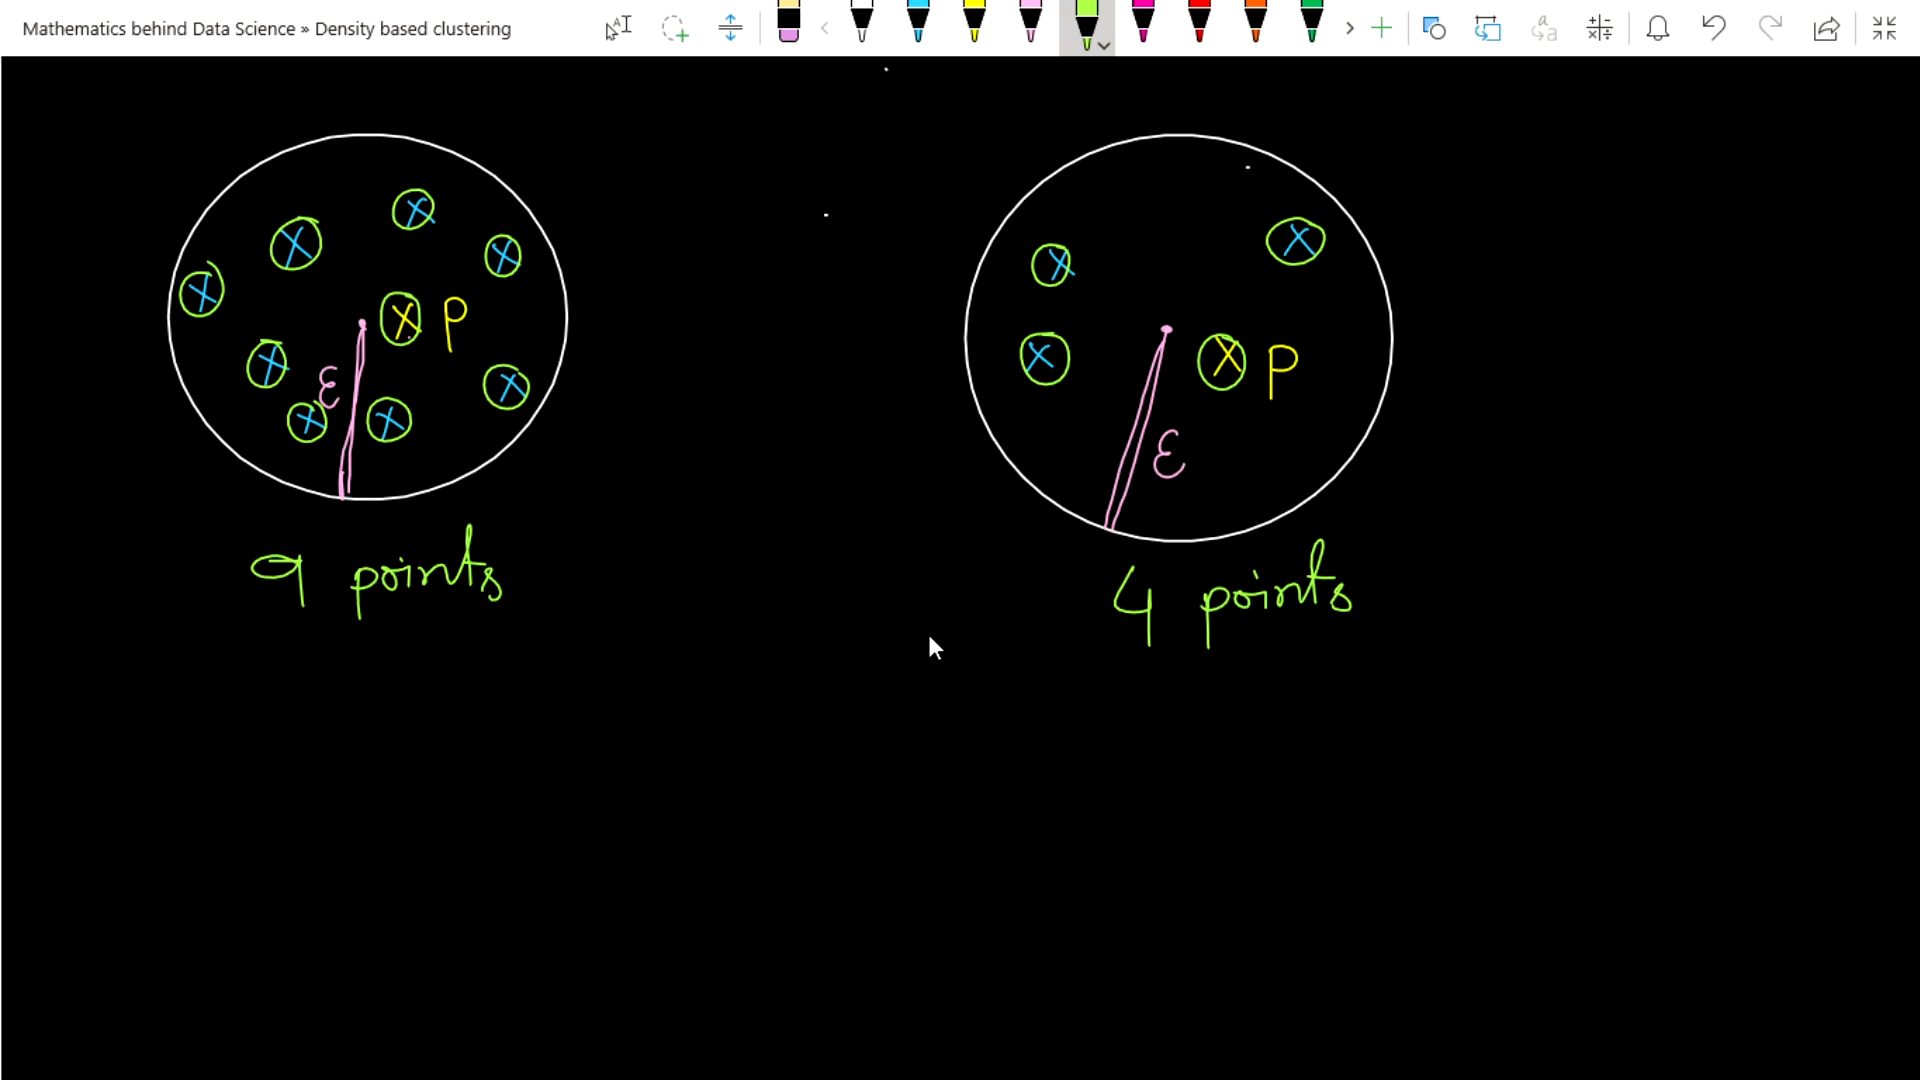 Mathematics behind Data Science » Density based clustering
X
X
X
X
X P
X
ε
X
X
X
9 points
X
X
X
X P
ε
4 points